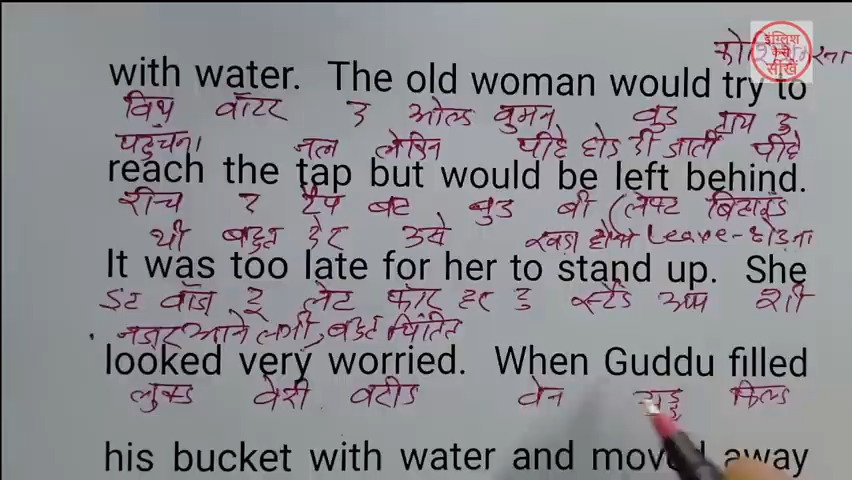 इंग्लिश कैसे सीखें
with water. The old woman would try to
विथ वॉटर द ओल्ड वुमन वुड ट्राय टु
पहुंचना नल लेकिन पीछे छोड़ दी जाती पीछे
reach the tap but would be left behind.
रीच द टैप बट वुड बी लेफ्ट बिहाइंड
थी बहुत देर उसे खड़ा होना Leave-छोड़ना
It was too late for her to stand up. She
इट वॉज टू लेट फॉर हर टु स्टैंड अप शी
नजर आने लगी, बहुत चिंतित
looked very worried. When Guddu filled
लुक्ड वेरी वरीड वेन गुड्डू फिल्ड
his bucket with water and moved away